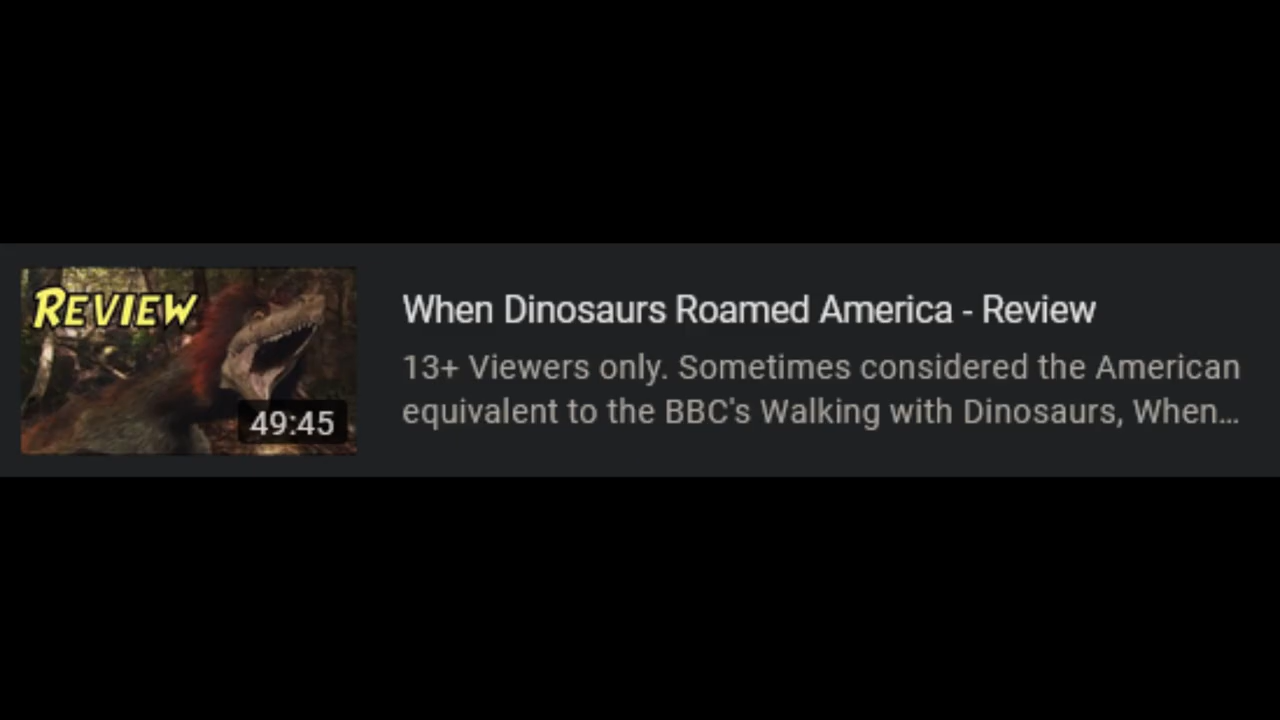 REVIEW
49:45
When Dinosaurs Roamed America - Review
13+ Viewers only. Sometimes considered the American
equivalent to the BBC's Walking with Dinosaurs, When...